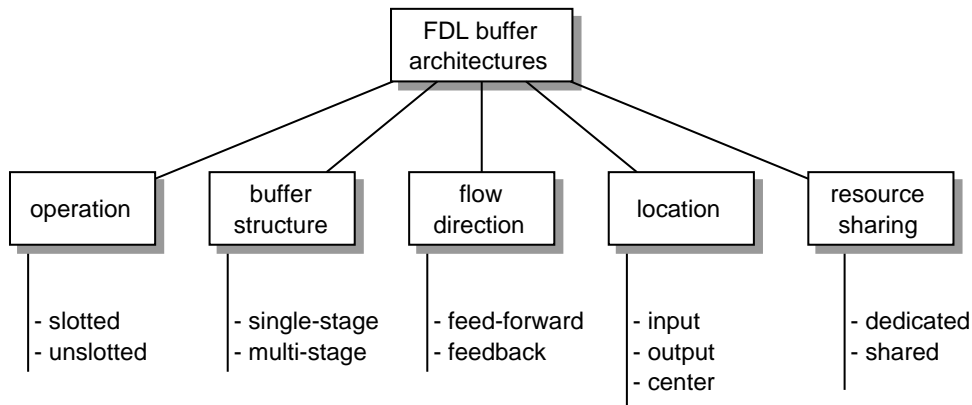 FDL buffer
architectures
operation
buffer
structure
flow
direction
location
resource
sharing
- slotted
- unslotted
- single-stage
- multi-stage
- feed-forward
- feedback
- input
- output
- center
- dedicated
- shared